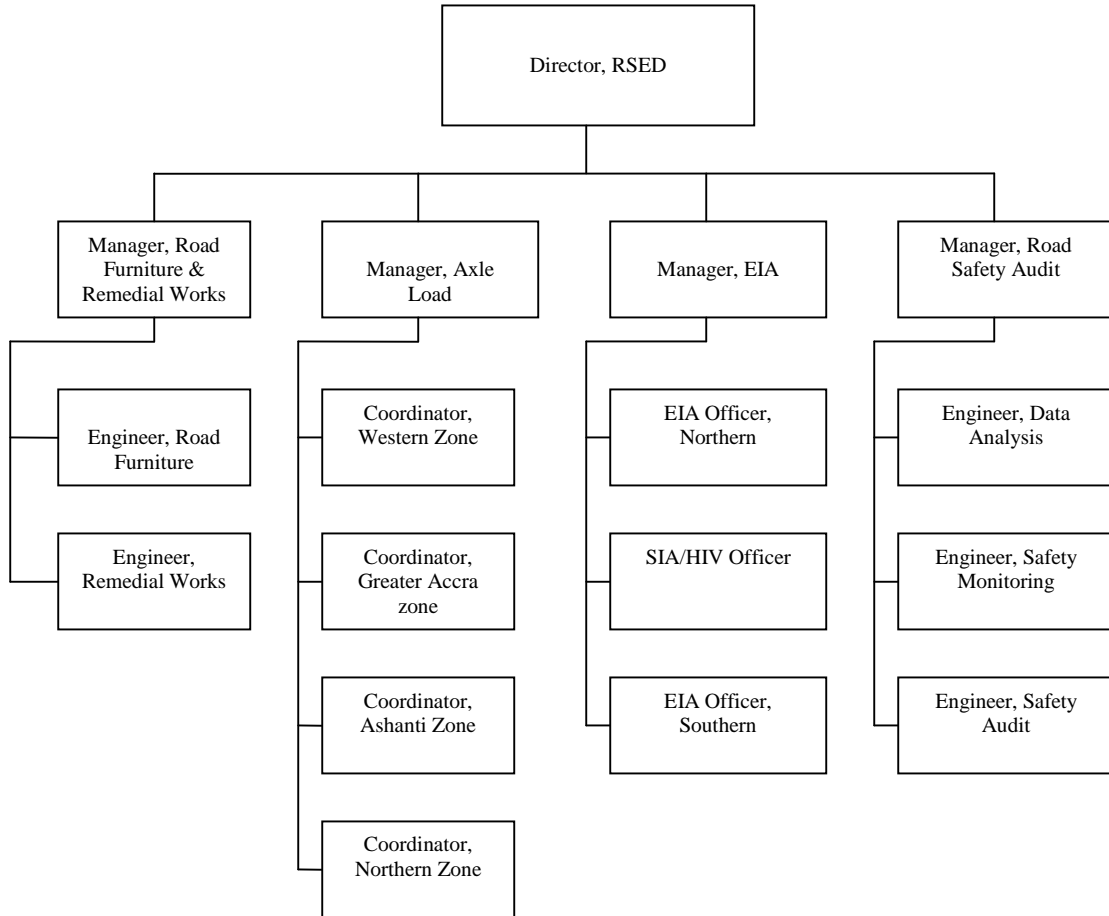 Director, RSED
Manager, Road
Furniture &
Remedial Works
Manager, Axle
Load
Manager, EIA
Manager, Road
Safety Audit
Engineer, Road
Furniture
Engineer,
Remedial Works
Coordinator,
Western Zone
Coordinator,
Greater Accra
zone
Coordinator,
Ashanti Zone
Coordinator,
Northern Zone
EIA Officer,
Northern
SIA/HIV Officer
EIA Officer,
Southern
Engineer, Data
Analysis
Engineer, Safety
Monitoring
Engineer, Safety
Audit